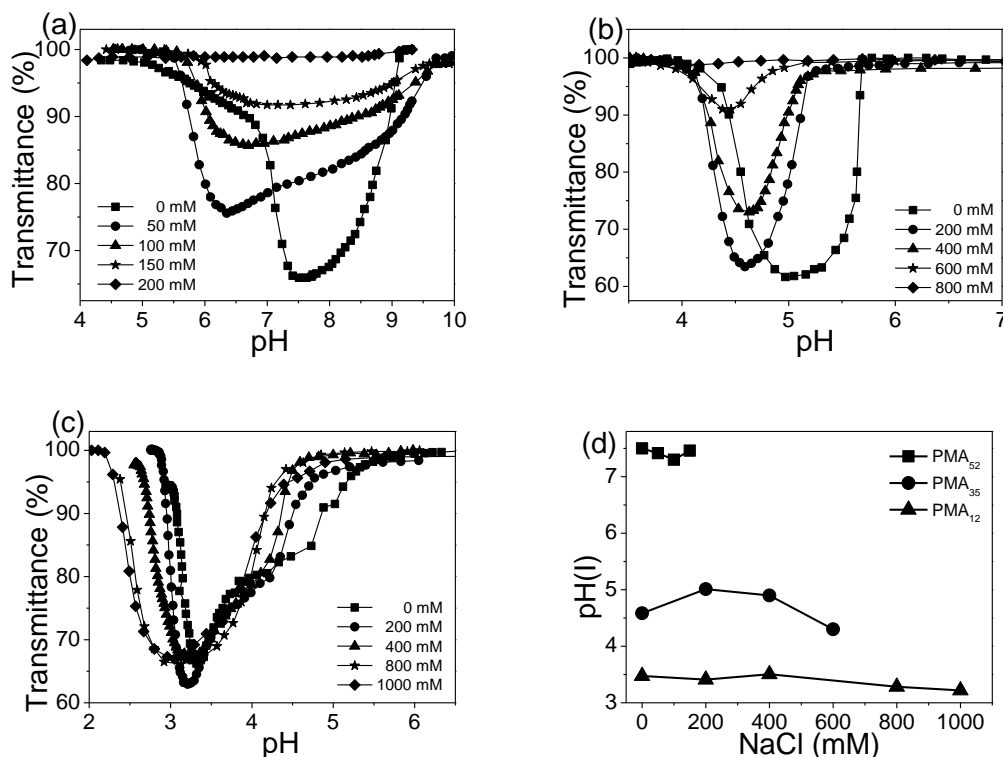 (a)
Transmittance (%)
100
90
80
70
0 mM
50 mM
100 mM
150 mM
200 mM
4 5 6 7 8 9 10
pH
(b)
Transmittance (%)
100
90
80
70
60
0 mM
200 mM
400 mM
600 mM
800 mM
4 5 6 7
pH
(c)
Transmittance (%)
100
90
80
70
60
0 mM
200 mM
400 mM
800 mM
1000 mM
2 3 4 5 6
pH
(d)
pH(I)
7
6
5
4
3
PMA52
PMA35
PMA12
0 200 400 600 800 1000
NaCl (mM)